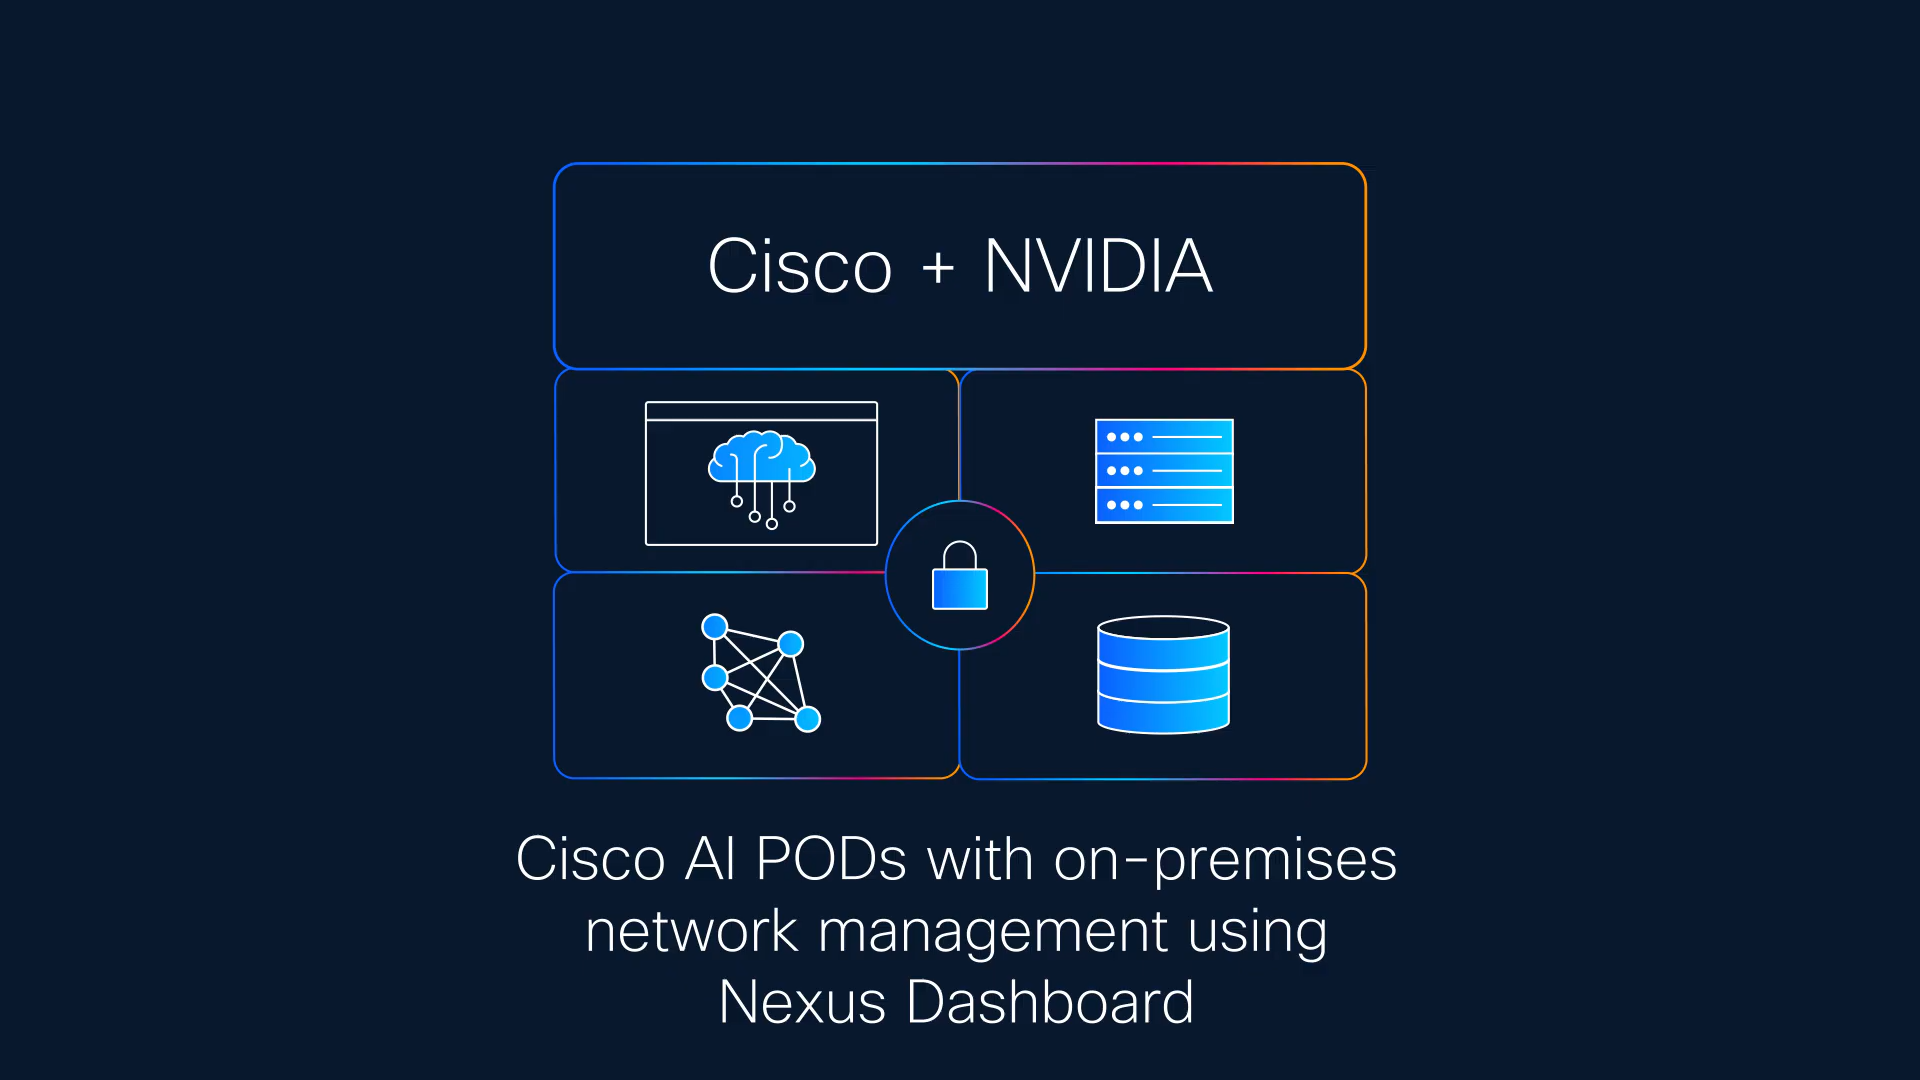 Cisco + NVIDIA
Cisco AI PODs with on-premises
network management using
Nexus Dashboard